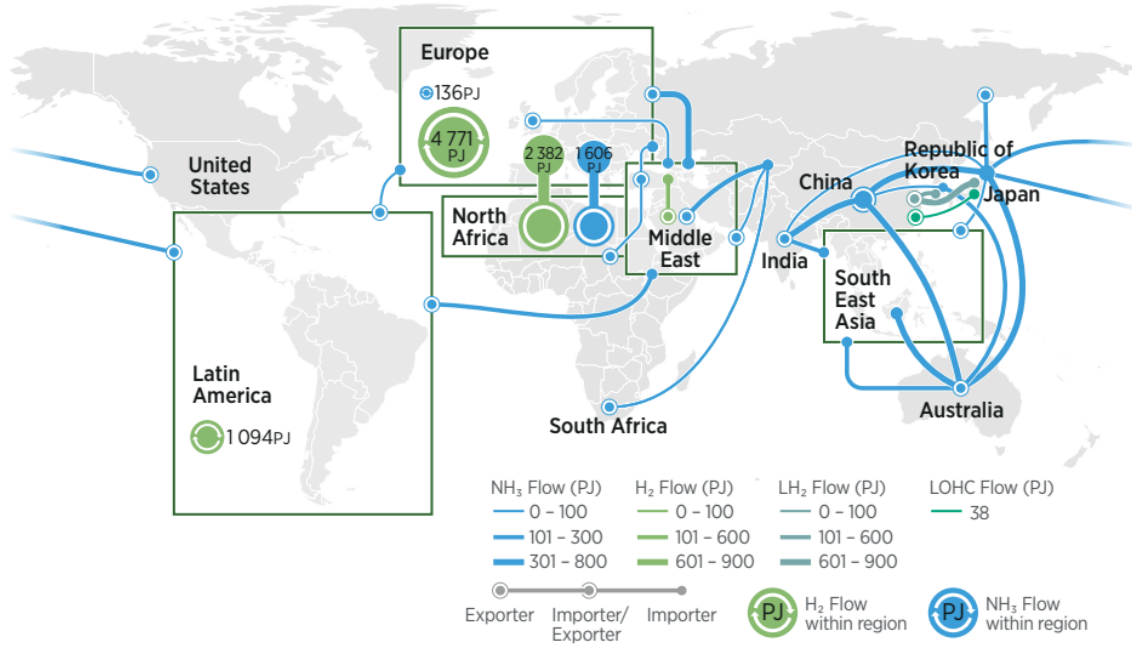 Europe
136PJ
4 771
PJ
2 382
PJ
1 606
PJ
United
States
North
Africa
Middle
East
Republic of
Korea
China
Japan
India
South
East
Asia
Latin
America
1 094PJ
South Africa
Australia
NH₃ Flow (PJ)
0 – 100
101 – 300
301 – 800
H₂ Flow (PJ)
0 – 100
101 – 600
601 – 900
LH₂ Flow (PJ)
0 – 100
101 – 600
601 – 900
LOHC Flow (PJ)
38
Exporter
Importer/
Exporter
Importer
PJ
H₂ Flow
within region
PJ
NH₃ Flow
within region